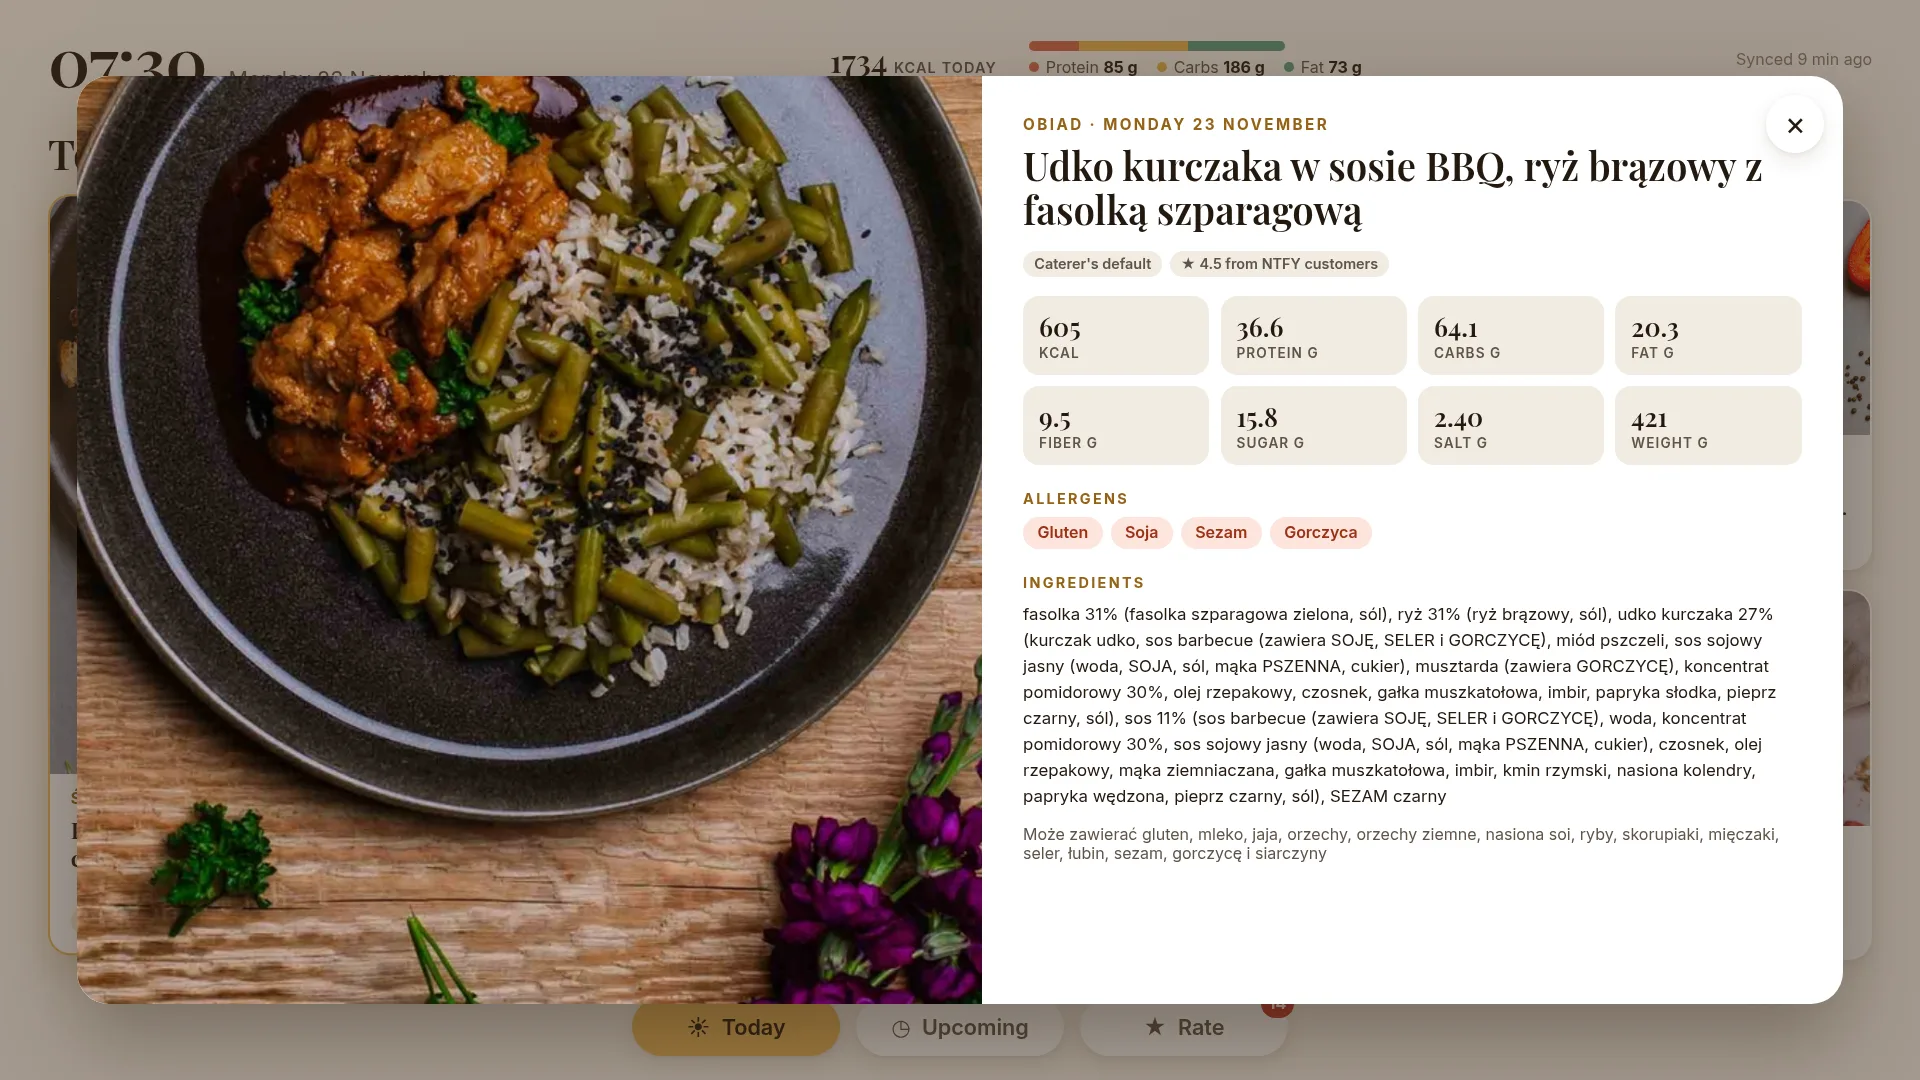 07:30
Monday 23 November
1734 KCAL TODAY
Protein 85 g
Carbs 186 g
Fat 73 g
Synced 9 min ago
OBIAD · MONDAY 23 NOVEMBER
Udko kurczaka w sosie BBQ, ryż brązowy z
fasolką szparagową
Caterer's default
★ 4.5 from NTFY customers
605
KCAL
36.6
PROTEIN G
64.1
CARBS G
20.3
FAT G
9.5
FIBER G
15.8
SUGAR G
2.40
SALT G
421
WEIGHT G
ALLERGENS
Gluten
Soja
Sezam
Gorczyca
INGREDIENTS
fasolka 31% (fasolka szparagowa zielona, sól), ryż 31% (ryż brązowy, sól), udko kurczaka 27%
(kurczak udko, sos barbecue (zawiera SOJĘ, SELER i GORCZYCĘ), miód pszczeli, sos sojowy
jasny (woda, SOJA, sól, mąka PSZENNA, cukier), musztarda (zawiera GORCZYCĘ), koncentrat
pomidorowy 30%, olej rzepakowy, czosnek, gałka muszkatołowa, imbir, papryka słodka, pieprz
czarny, sól), sos 11% (sos barbecue (zawiera SOJĘ, SELER i GORCZYCĘ), woda, koncentrat
pomidorowy 30%, sos sojowy jasny (woda, SOJA, sól, mąka PSZENNA, cukier), czosnek, olej
rzepakowy, mąka ziemniaczana, gałka muszkatołowa, imbir, kmin rzymski, nasiona kolendry,
papryka wędzona, pieprz czarny, sól), SEZAM czarny
Może zawierać gluten, mleko, jaja, orzechy, orzechy ziemne, nasiona soi, ryby, skorupiaki, mięczaki,
seler, łubin, sezam, gorczycę i siarczyny
Today
Upcoming
★ Rate